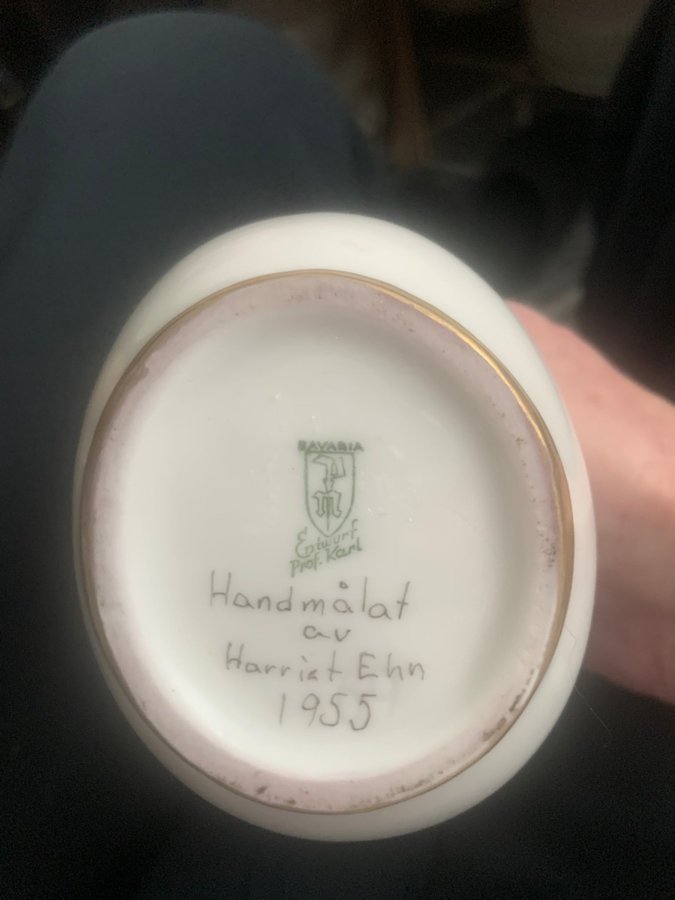 BAVARIA
P
M
Entwurf
Prof. Karl
Handmålat
av
Harriet Ehn
1955